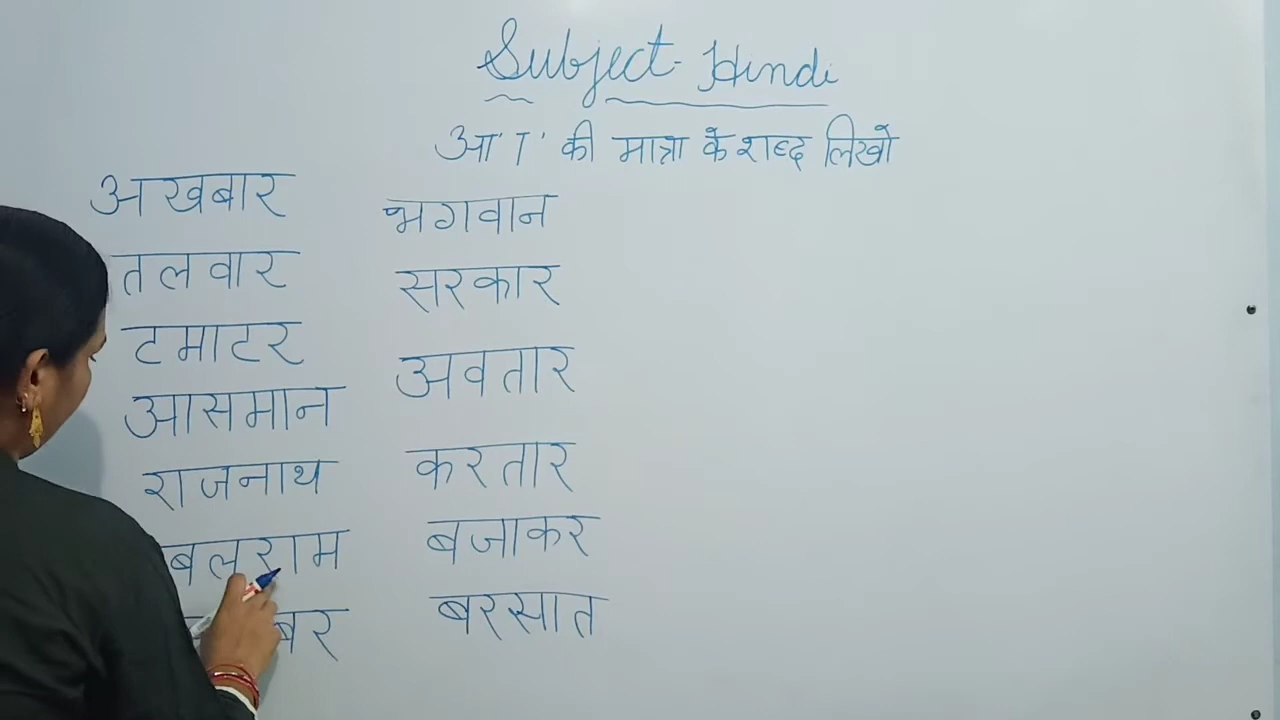 Subject- Hindi
आ 'ा' की मात्रा के शब्द लिखो
अखबार
तलवार
टमाटर
आसमान
राजनाथ
बलराम
भगवान
सरकार
अवतार
करतार
बजाकर
बरसात